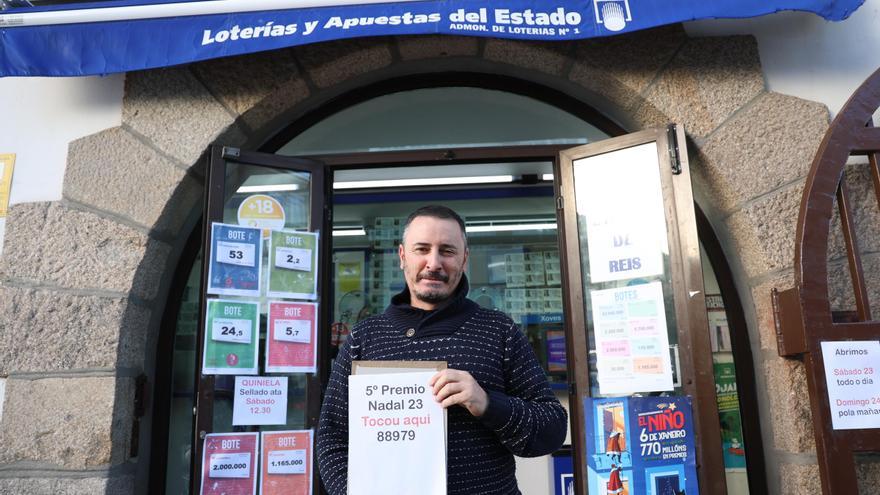 Loterías y Apuestas del Estado
ADMON. DE LOTERIAS Nº 1
+18
BOTE
53
BOTE
2,2
BOTE
24,5
BOTE
5,7
QUINIELA
Sellado ata
Sábado
12.30
BOTE
2.000.000
BOTE
1.165.000
5º Premio
Nadal 23
Tocou aquí
88979
DE
REIS
BOTES
EL NIÑO
6 DE XANEIRO
770
MILLÓNS
EN PREMIOS
Xoves
Abrimos
Sábado 23
todo o día
Domingo 24
pola mañá